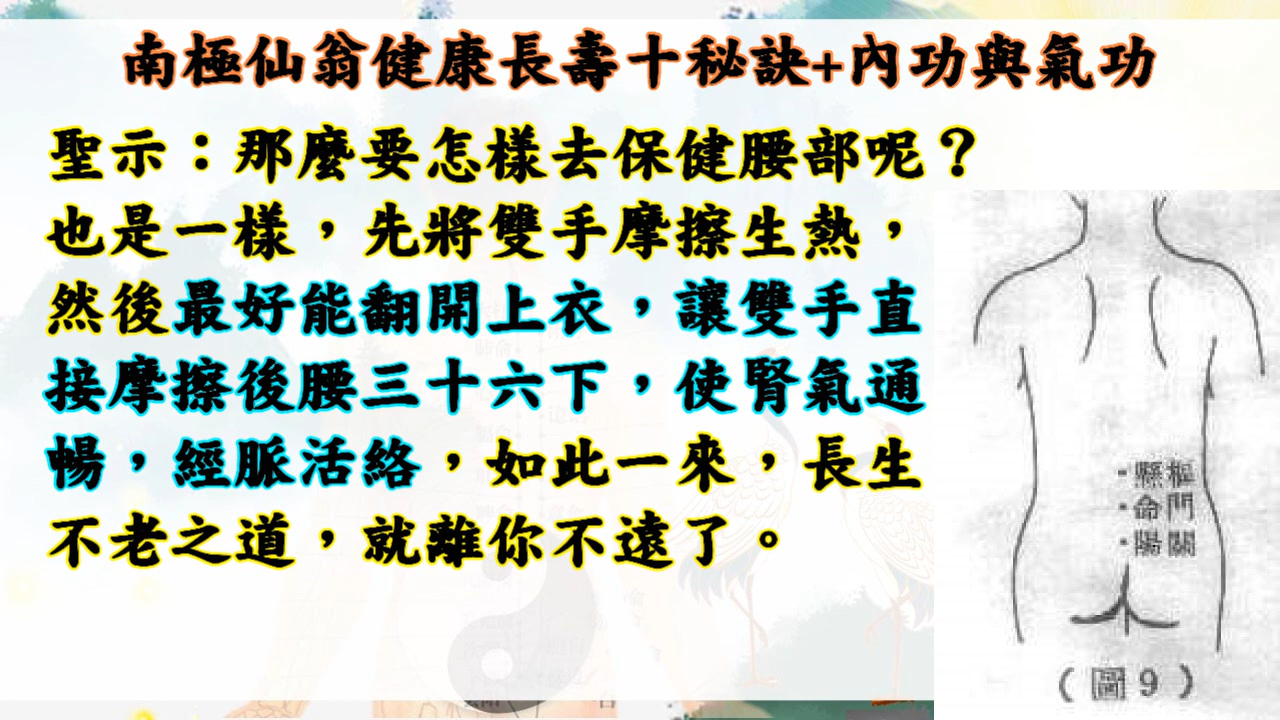 南極仙翁健康長壽十秘訣+內功與氣功
聖示：那麼要怎樣去保健腰部呢？
也是一樣，先將雙手摩擦生熱，
然後最好能翻開上衣，讓雙手直
接摩擦後腰三十六下，使腎氣通
暢，經脈活絡，如此一來，長生
不老之道，就離你不遠了。
·懸樞
·命門
·陽關
（圖9）